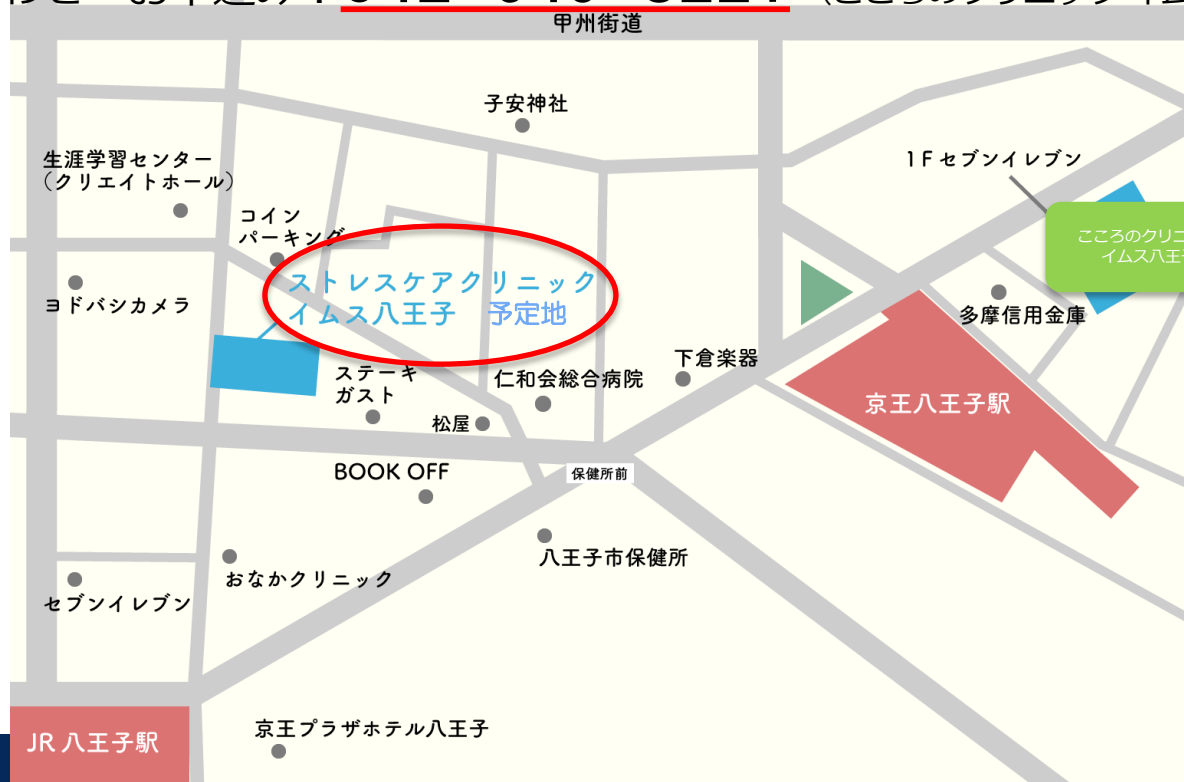 甲州街道
子安神社
生涯学習センター
（クリエイトホール）
1F セブンイレブン
コイン
パーキング
こころのクリニ
イムス八王
ストレスケアクリニック
イムス八王子　予定地
ヨドバシカメラ
多摩信用金庫
下倉楽器
ステーキ
ガスト
仁和会総合病院
京王八王子駅
松屋
BOOK OFF
保健所前
八王子市保健所
おなかクリニック
セブンイレブン
京王プラザホテル八王子
JR 八王子駅